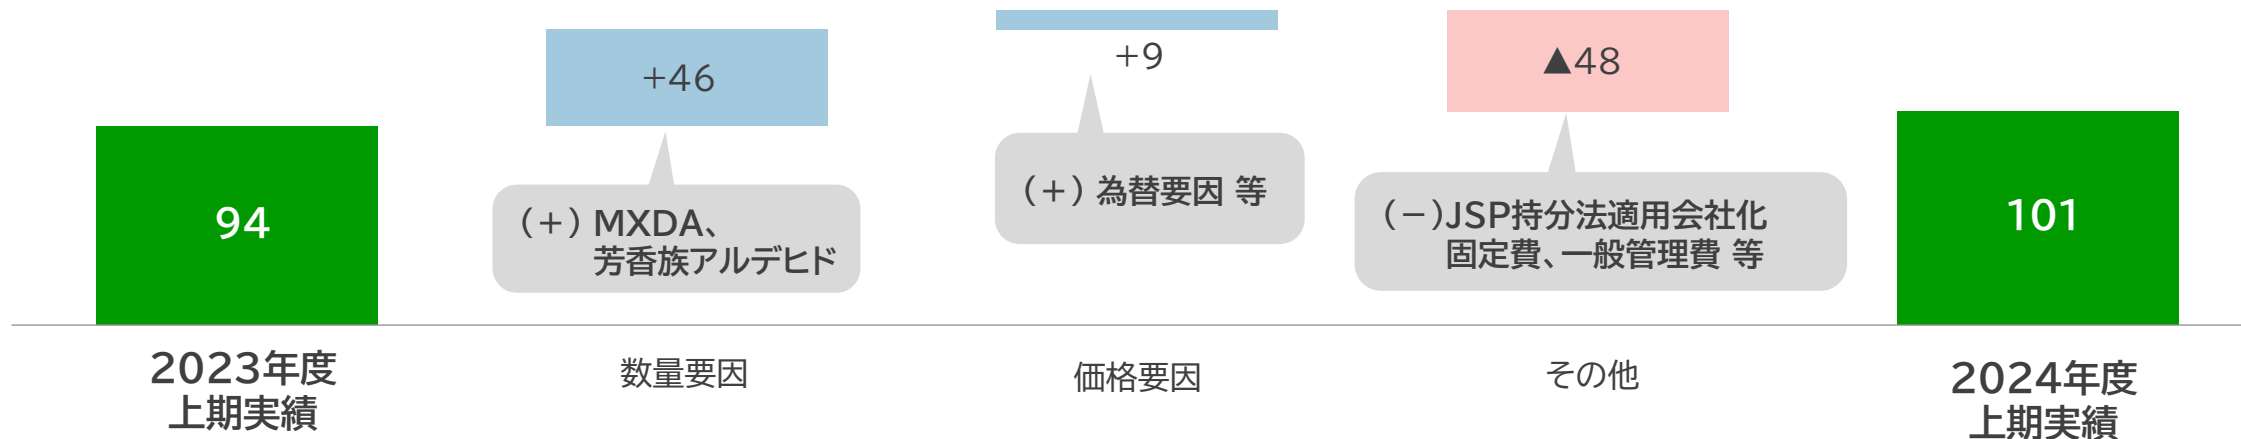 94
2023年度
上期実績
+46
(+) MXDA、
芳香族アルデヒド
数量要因
+9
(+) 為替要因 等
価格要因
▲48
(-)JSP持分法適用会社化
固定費、一般管理費 等
その他
101
2024年度
上期実績